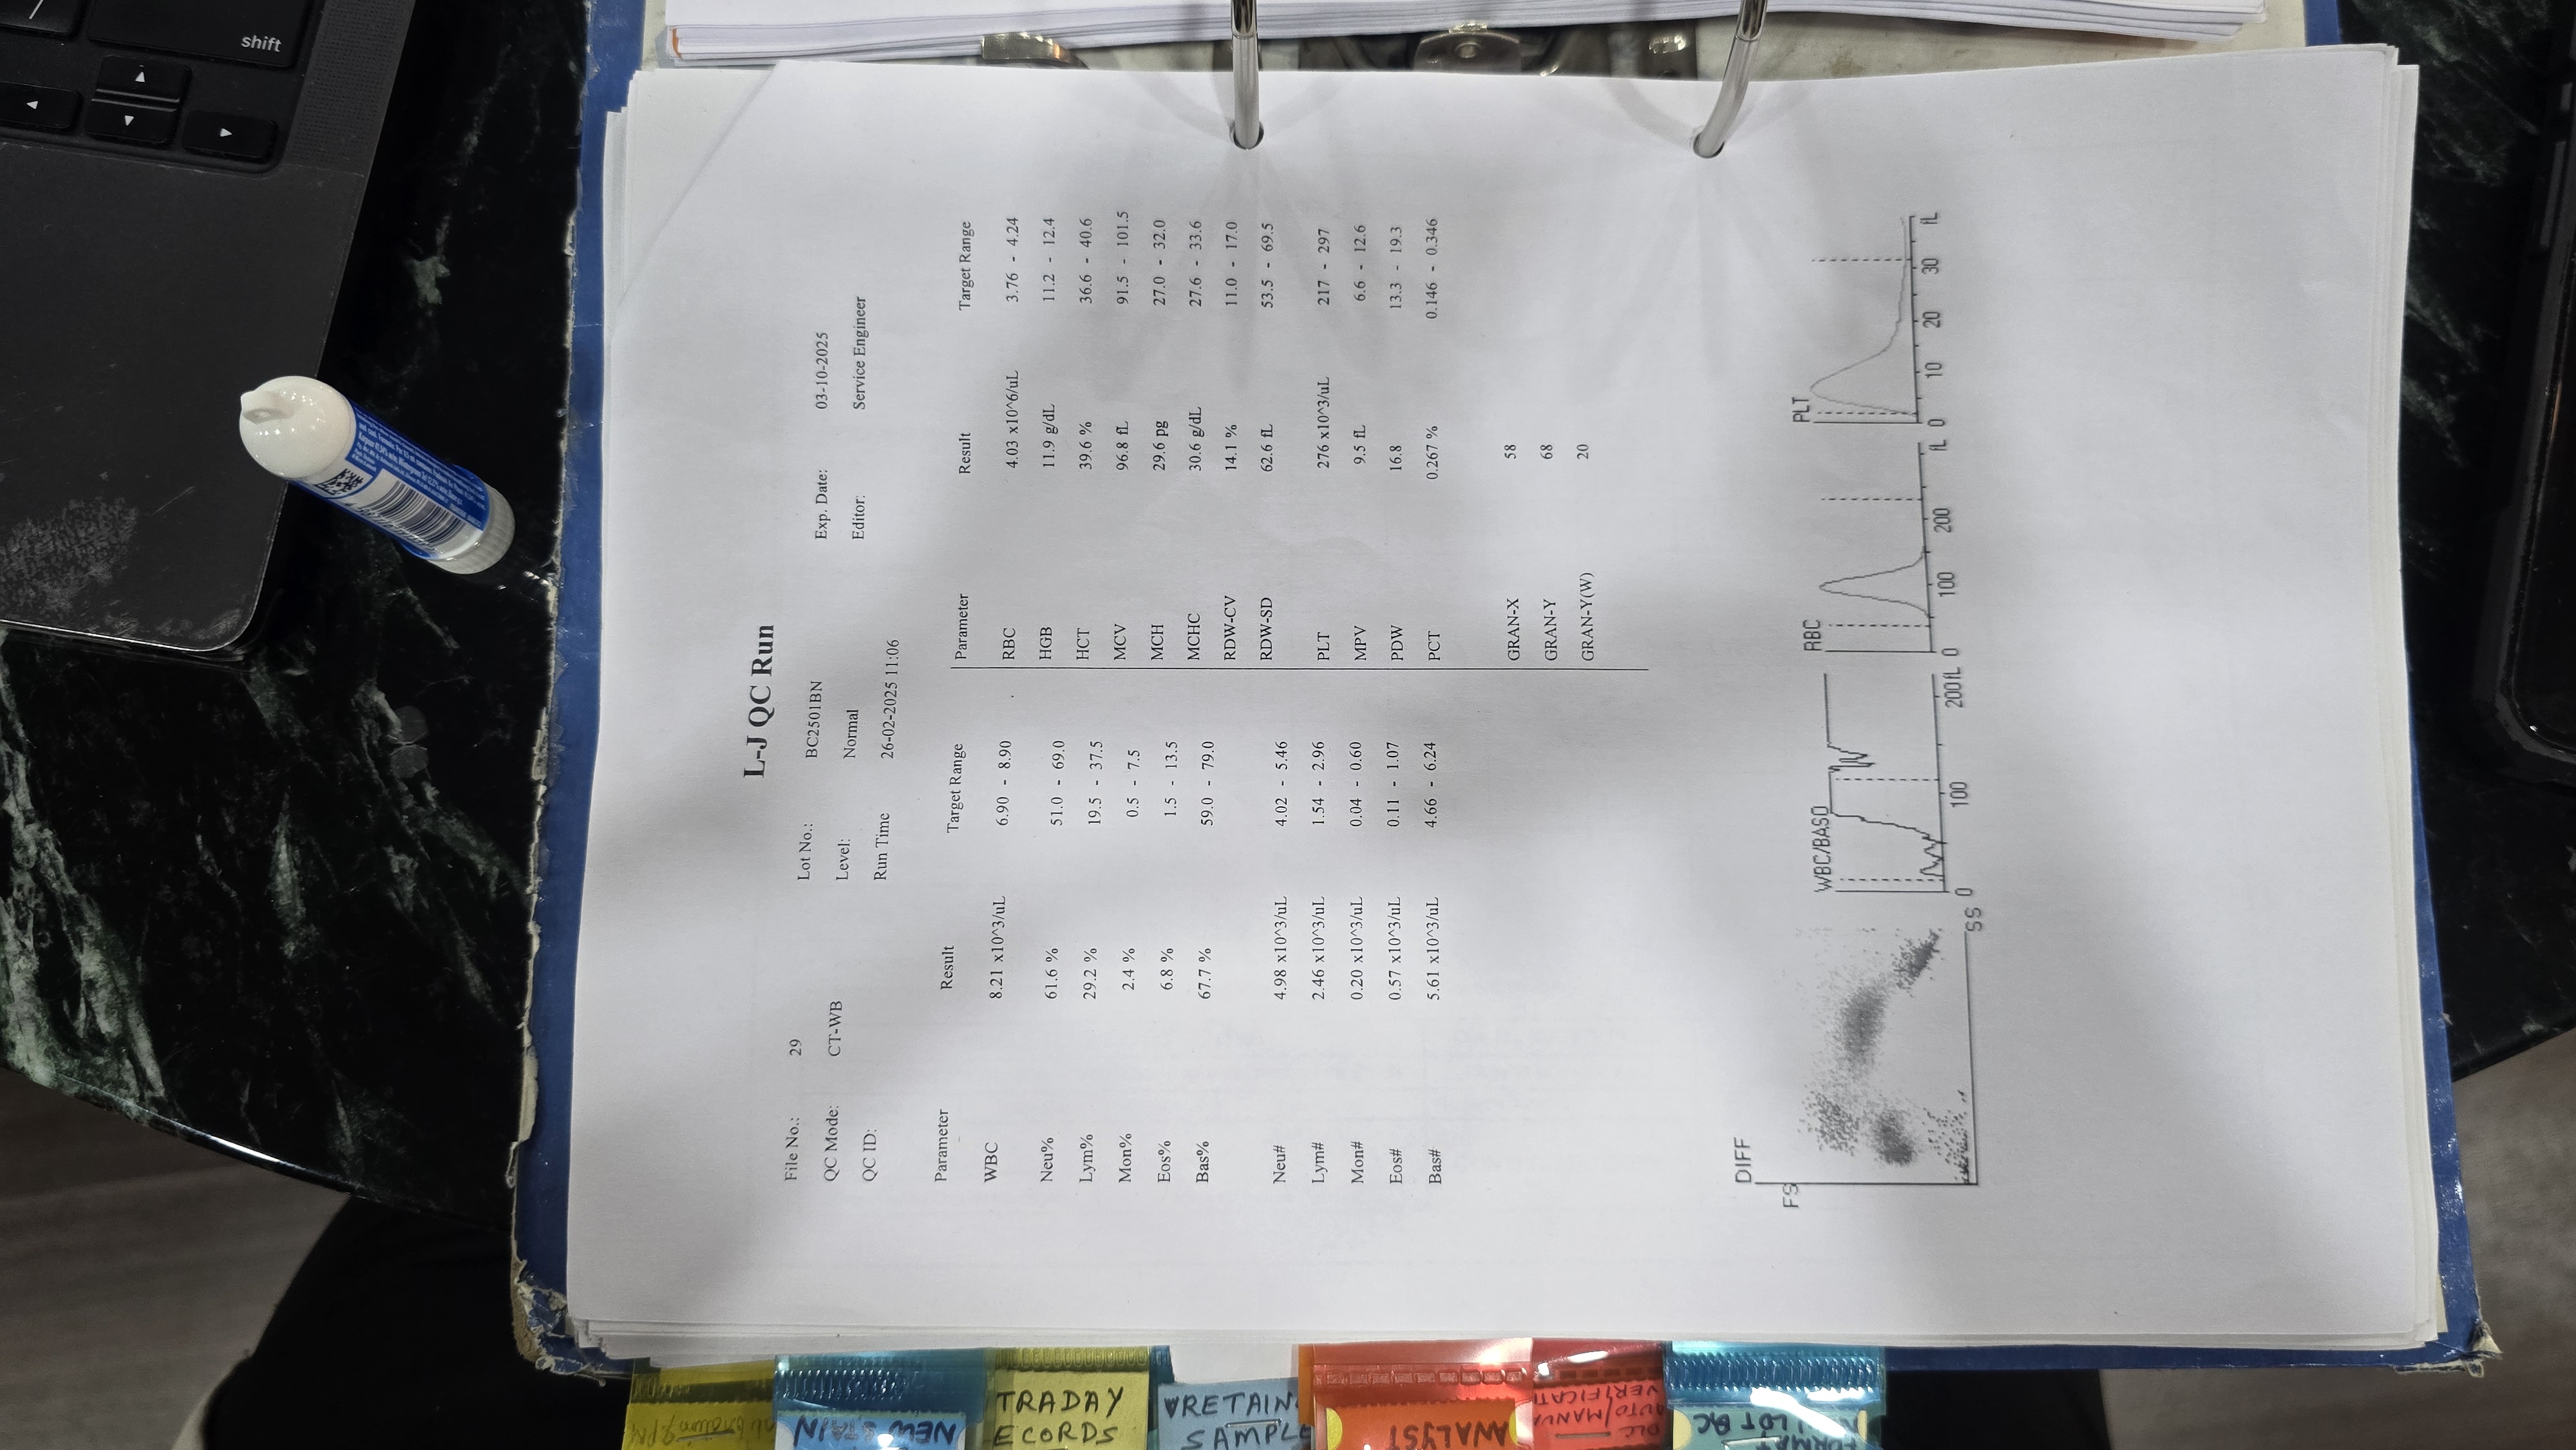 shift
L-J QC Run
File No.: 29 Lot No.: BC2501BN Exp. Date: 03-10-2025
QC Mode: CT-WB Level: Normal Editor: Service Engineer
QC ID: Run Time 26-02-2025 11:06
Parameter Result Target Range
WBC 8.21 x10^3/uL 6.90 - 8.90
Neu% 61.6 % 51.0 - 69.0
Lym% 29.2 % 19.5 - 37.5
Mon% 2.4 % 0.5 - 7.5
Eos% 6.8 % 1.5 - 13.5
Bas% 67.7 % 59.0 - 79.0
Neu# 4.98 x10^3/uL 4.02 - 5.46
Lym# 2.46 x10^3/uL 1.54 - 2.96
Mon# 0.20 x10^3/uL 0.04 - 0.60
Eos# 0.57 x10^3/uL 0.11 - 1.07
Bas# 5.61 x10^3/uL 4.66 - 6.24
Parameter Result Target Range
RBC 4.03 x10^6/uL 3.76 - 4.24
HGB 11.9 g/dL 11.2 - 12.4
HCT 39.6 % 36.6 - 40.6
MCV 96.8 fL 91.5 - 101.5
MCH 29.6 pg 27.0 - 32.0
MCHC 30.6 g/dL 27.6 - 33.6
RDW-CV 14.1 % 11.0 - 17.0
RDW-SD 62.6 fL 53.5 - 69.5
PLT 276 x10^3/uL 217 - 297
MPV 9.5 fL 6.6 - 12.6
PDW 16.8 13.3 - 19.3
PCT 0.267 % 0.146 - 0.346
GRAN-X 58
GRAN-Y 68
GRAN-Y(W) 20
DIFF
FS
SS
WBC/BASO
0 100 200fL
RBC
0 100 200 fL
PLT
0 10 20 30 fL
NEW STAIN
TRADAY
ECORDS
RETAIN
SAMPLE
ANALYST
DLC
AUTO/MANU
VERIFICAT
FORMAT
LOT QC